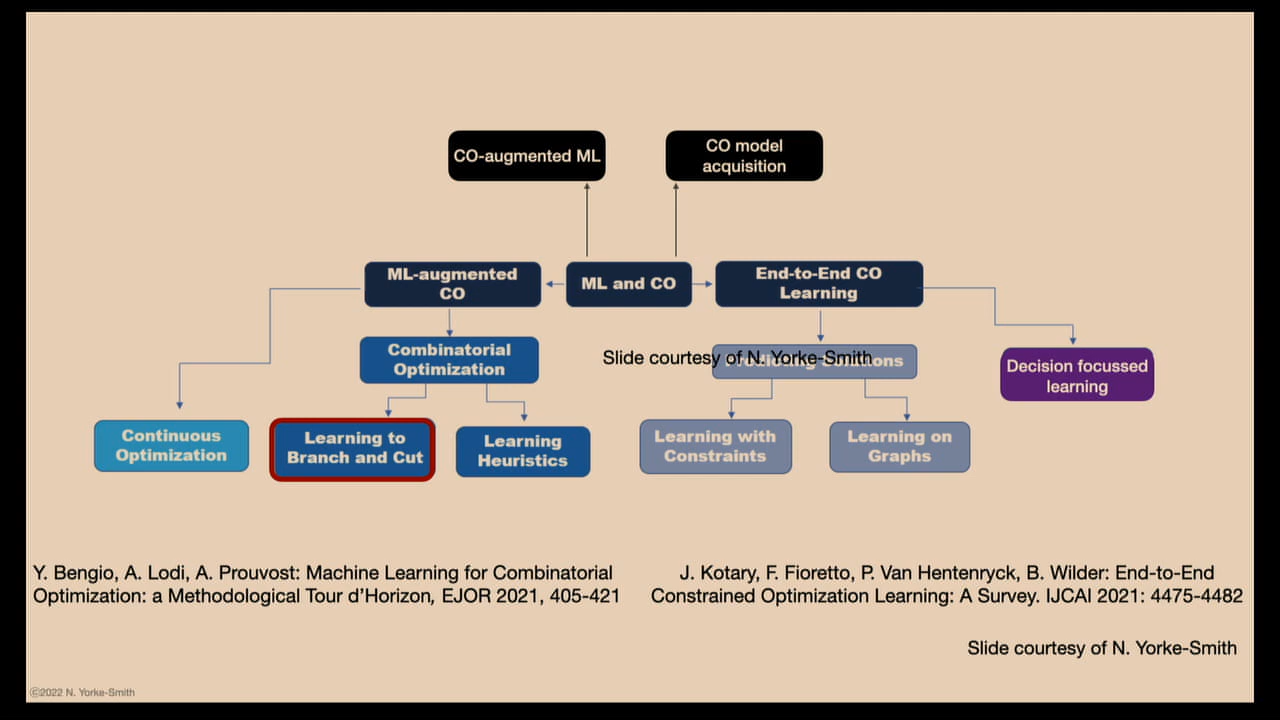 CO-augmented ML
CO model
acquisition
ML-augmented
CO
ML and CO
End-to-End CO
Learning
Combinatorial
Optimization
Slide courtesy of N. Yorke-Smith
Decision focussed
learning
Continuous
Optimization
Learning to
Branch and Cut
Learning
Heuristics
Learning with
Constraints
Learning on
Graphs
Y. Bengio, A. Lodi, A. Prouvost: Machine Learning for Combinatorial
Optimization: a Methodological Tour d’Horizon, EJOR 2021, 405-421
J. Kotary, F. Fioretto, P. Van Hentenryck, B. Wilder: End-to-End
Constrained Optimization Learning: A Survey. IJCAI 2021: 4475-4482
Slide courtesy of N. Yorke-Smith
©2022 N. Yorke-Smith